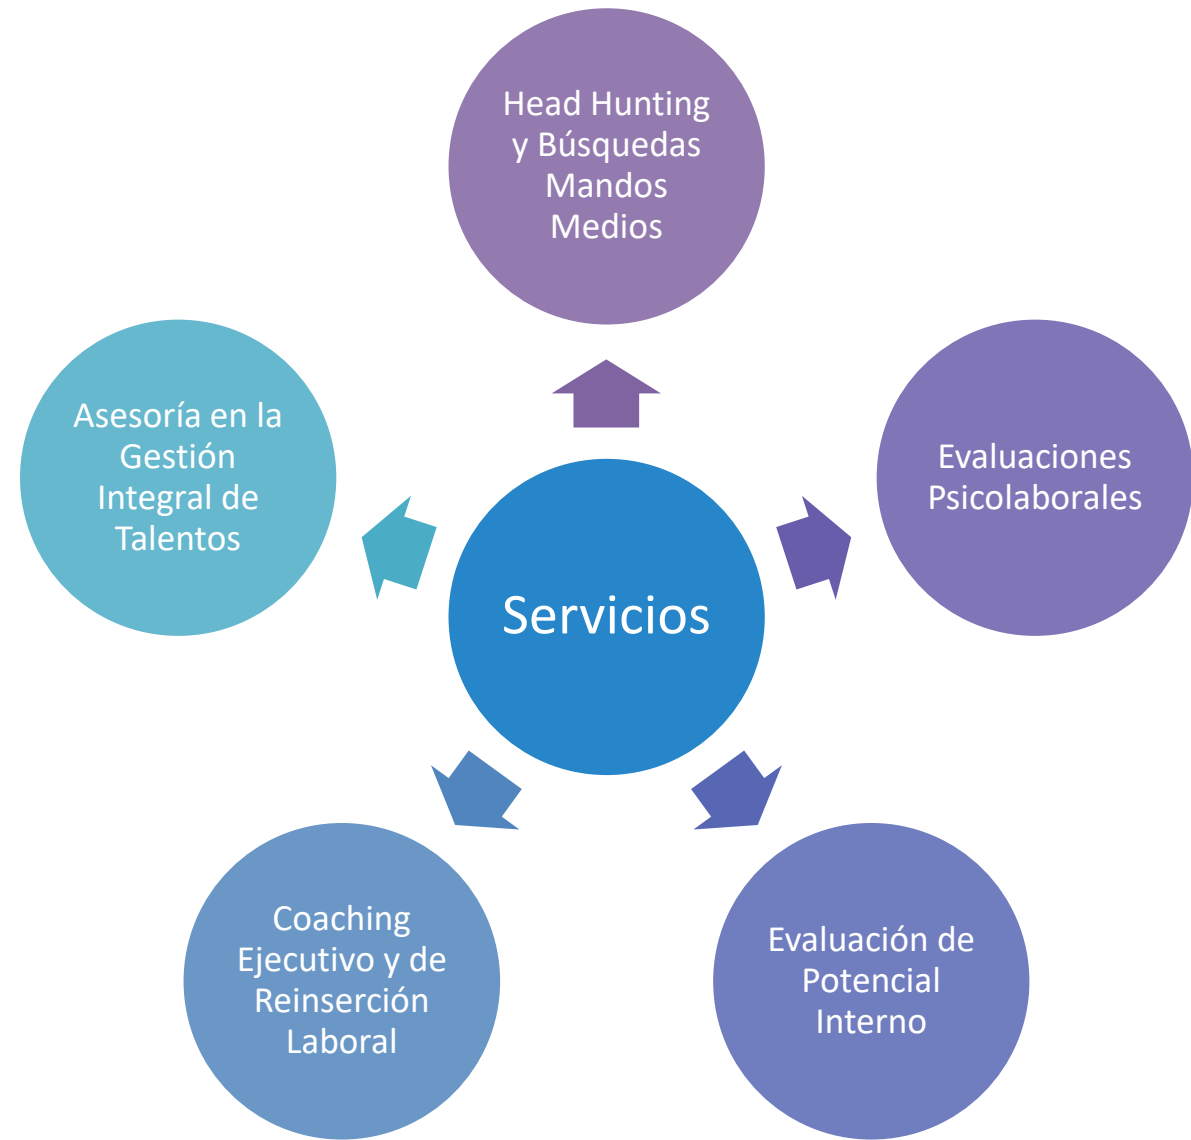 Head Hunting
y Búsquedas
Mandos
Medios
Evaluaciones
Psicolaborales
Evaluación de
Potencial
Interno
Coaching
Ejecutivo y de
Reinserción
Laboral
Asesoría en la
Gestión
Integral de
Talentos
Servicios